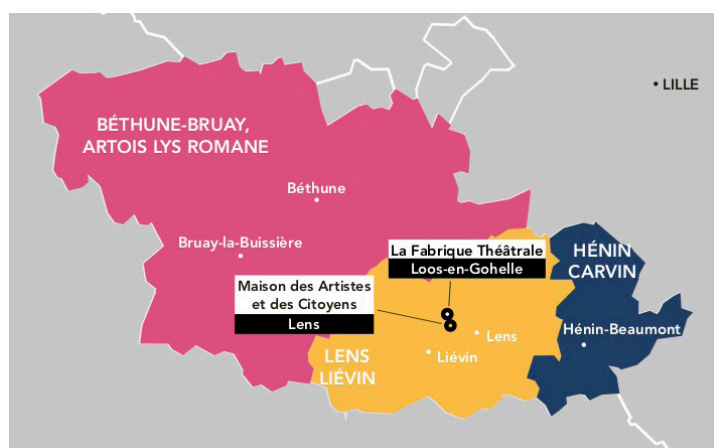 • LILLE
BÉTHUNE-BRUAY,
ARTOIS LYS ROMANE
Béthune
Bruay-la-Buissière
La Fabrique Théâtrale
Loos-en-Gohelle
HÉNIN
CARVIN
Maison des Artistes
et des Citoyens
Lens
Lens
Hénin-Beaumont
Liévin
LENS
LIÉVIN